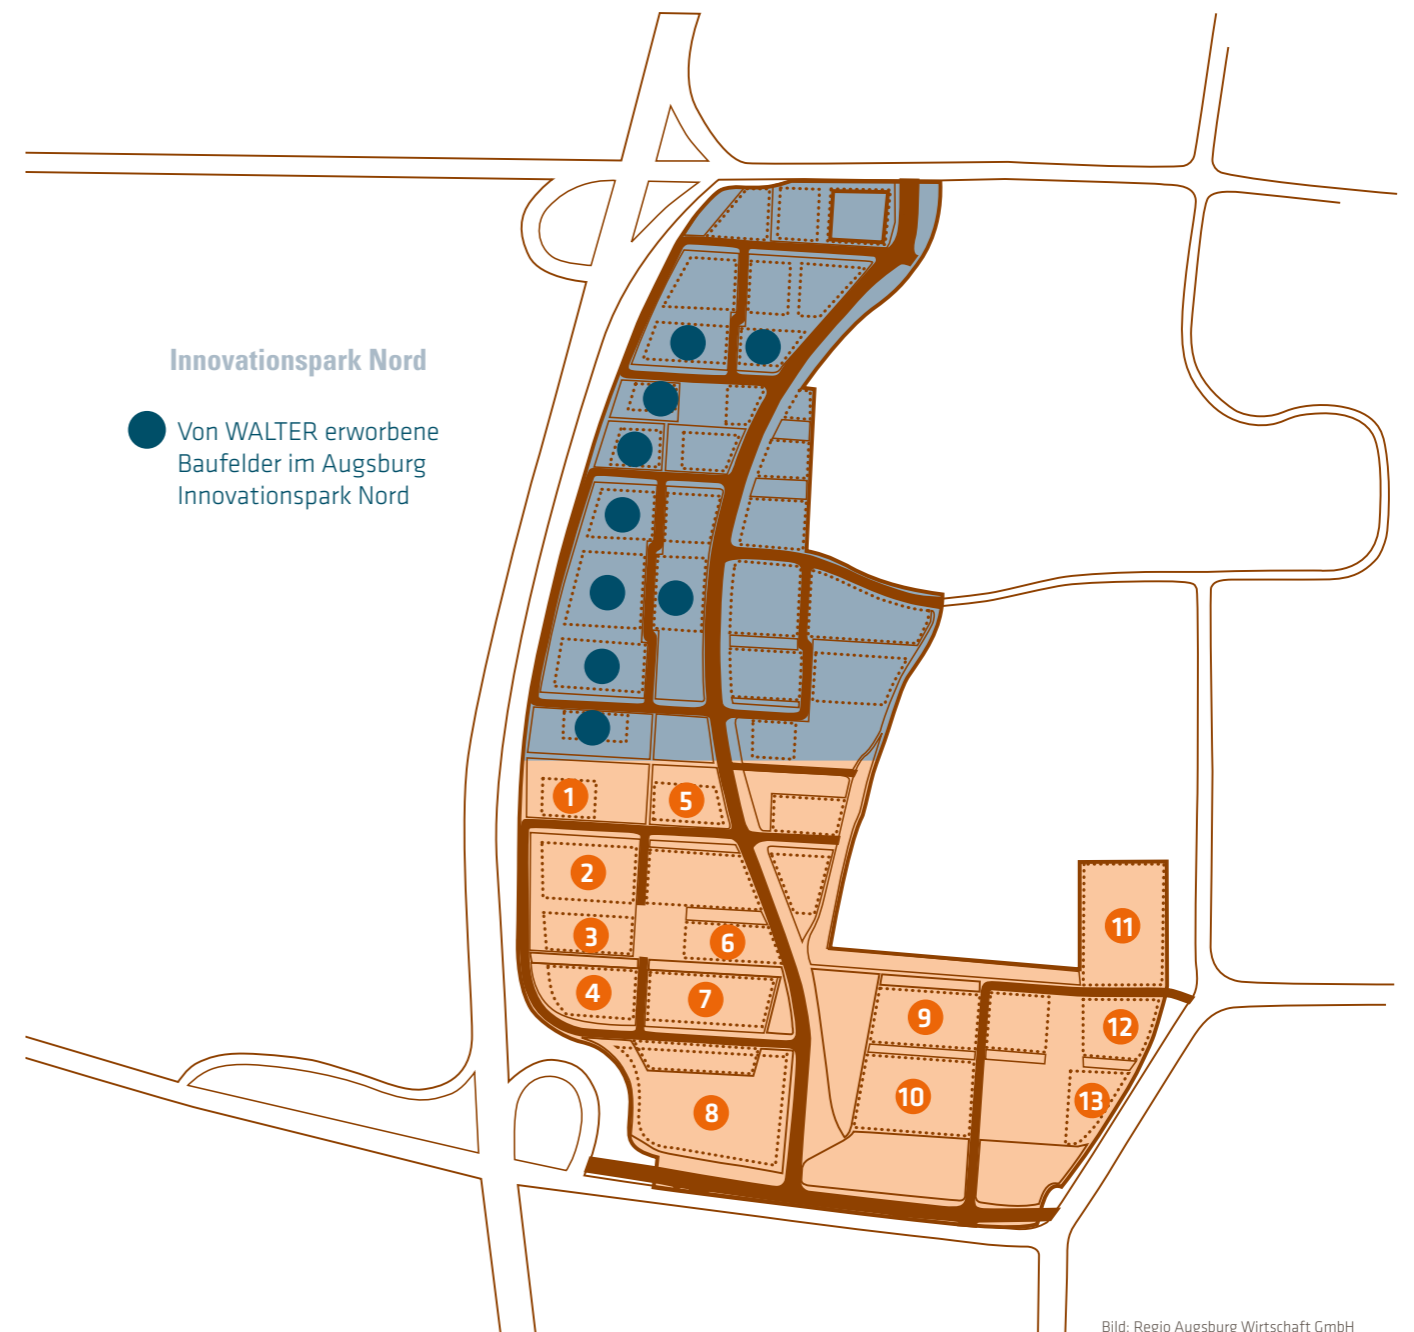 Innovationspark Nord
Von WALTER erworbene
Baufelder im Augsburg
Innovationspark Nord
1
5
2
3
6
4
7
8
9
10
11
12
13
Bild: Regio Augsburg Wirtschaft GmbH